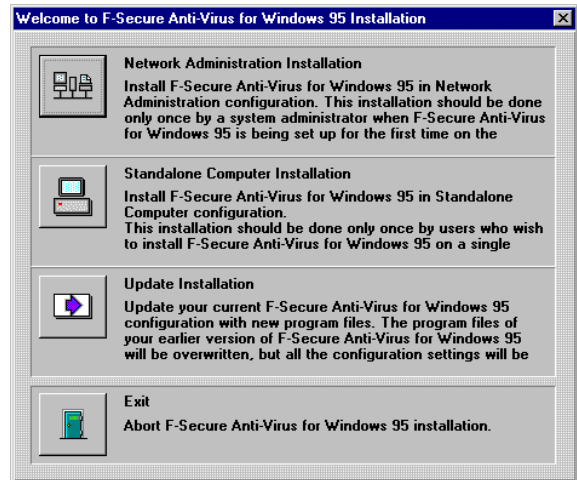 Welcome to F-Secure Anti-Virus for Windows 95 Installation
Network Administration Installation
Install F-Secure Anti-Virus for Windows 95 in Network
Administration configuration. This installation should be done
only once by a system administrator when F-Secure Anti-Virus
for Windows 95 is being set up for the first time on the
Standalone Computer Installation
Install F-Secure Anti-Virus for Windows 95 in Standalone
Computer configuration.
This installation should be done only once by users who wish
to install F-Secure Anti-Virus for Windows 95 on a single
Update Installation
Update your current F-Secure Anti-Virus for Windows 95
configuration with new program files. The program files of
your earlier version of F-Secure Anti-Virus for Windows 95
will be overwritten, but all the configuration settings will be
Exit
Abort F-Secure Anti-Virus for Windows 95 installation.